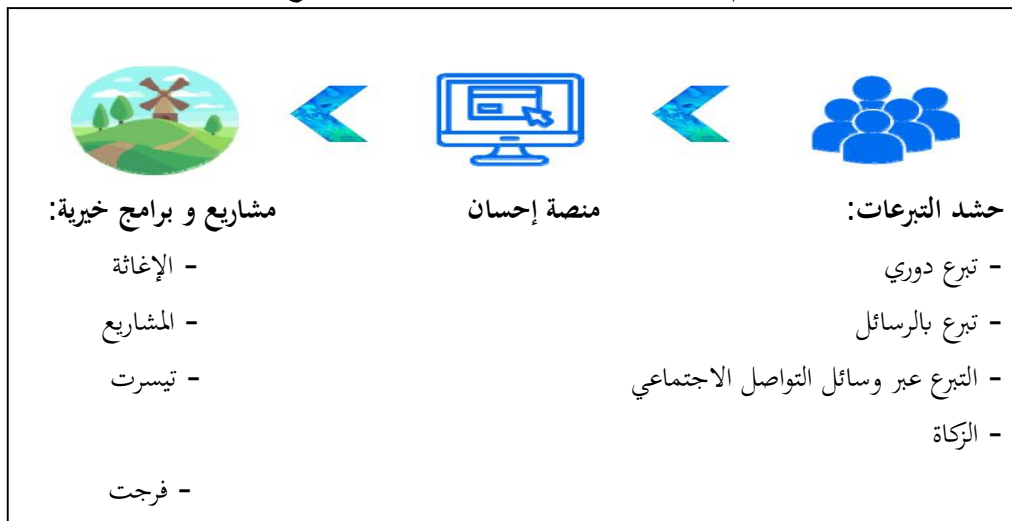 حشد التبرعات:
منصة إحسان
مشاريع و برامج خيرية:
- تبرع دوري
- الإغاثة
- تبرع بالرسائل
- المشاريع
- التبرع عبر وسائل التواصل الاجتماعي
- تيسرت
- الزكاة
- فرجت